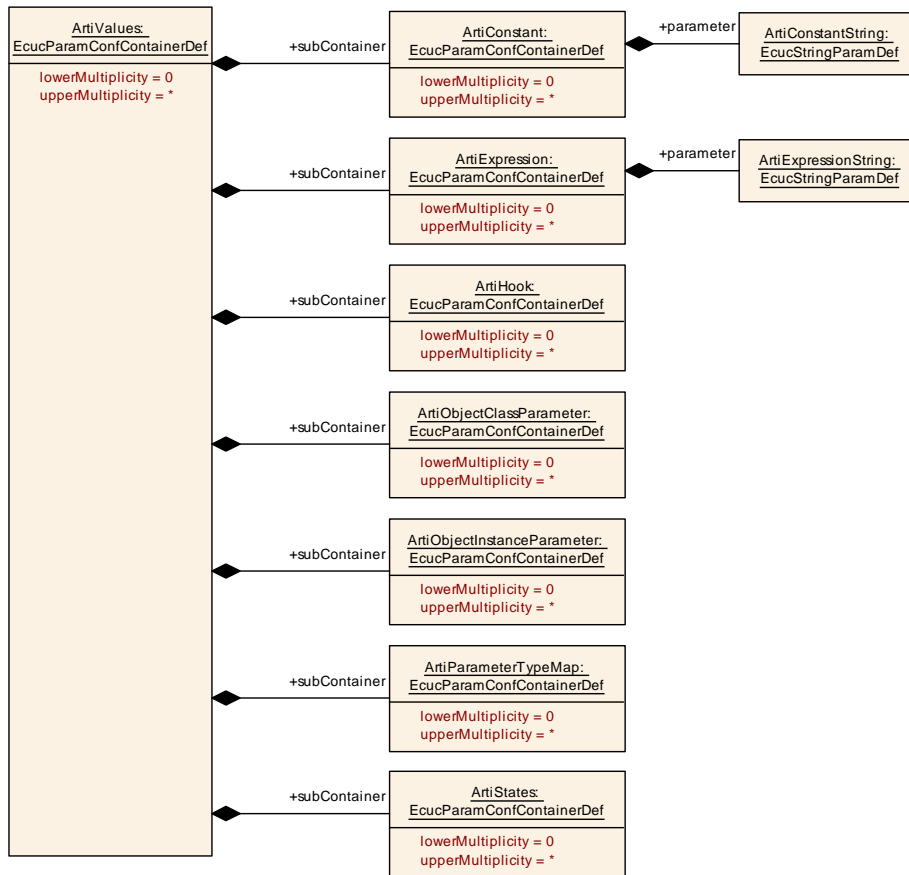 ArtiValues:
EcucParamConfContainerDef
lowerMultiplicity = 0
upperMultiplicity = *
+subContainer
ArtiConstant:
EcucParamConfContainerDef
lowerMultiplicity = 0
upperMultiplicity = *
+parameter
ArtiConstantString:
EcucStringParamDef
+subContainer
ArtiExpression:
EcucParamConfContainerDef
lowerMultiplicity = 0
upperMultiplicity = *
+parameter
ArtiExpressionString:
EcucStringParamDef
+subContainer
ArtiHook:
EcucParamConfContainerDef
lowerMultiplicity = 0
upperMultiplicity = *
+subContainer
ArtiObjectClassParameter:
EcucParamConfContainerDef
lowerMultiplicity = 0
upperMultiplicity = *
+subContainer
ArtiObjectInstanceParameter:
EcucParamConfContainerDef
lowerMultiplicity = 0
upperMultiplicity = *
+subContainer
ArtiParameterTypeMap:
EcucParamConfContainerDef
lowerMultiplicity = 0
upperMultiplicity = *
+subContainer
ArtiStates:
EcucParamConfContainerDef
lowerMultiplicity = 0
upperMultiplicity = *